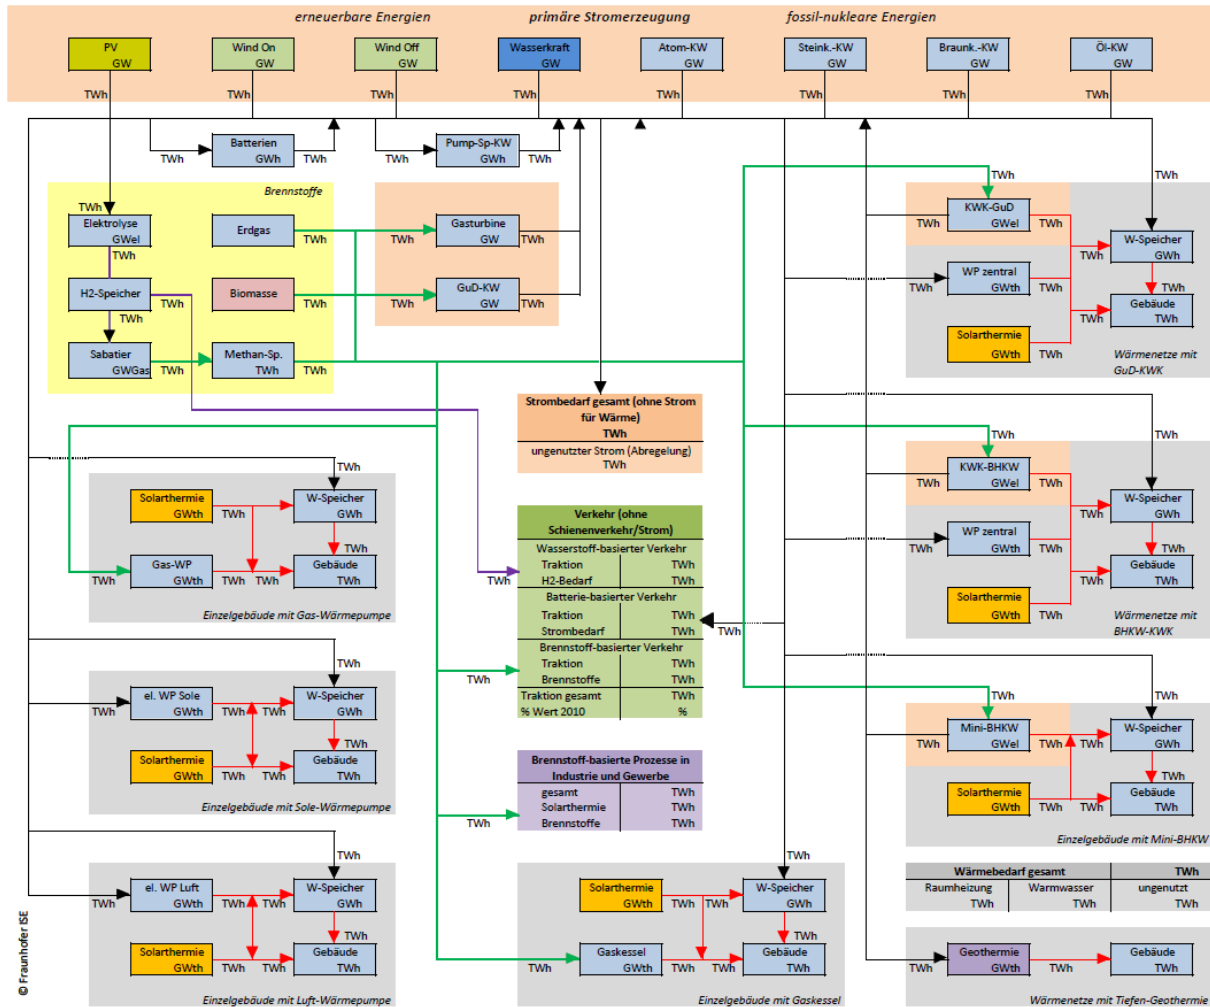 erneuerbare Energien primäre Stromerzeugung fossil-nukleare Energien
PV Wind On Wind Off Wasserkraft Atom-KW Steink.-KW Braunk.-KW Öl-KW
GW GW GW GW GW GW GW GW
TWh TWh TWh TWh TWh TWh TWh TWh
Batterien Pump-Sp-KW
TWh GWh TWh TWh GWh TWh TWh
Brennstoffe
TWh TWh
Elektrolyse Erdgas Gasturbine KWK-GuD
GWel TWh TWh GW TWh TWh GWel TWh
W-Speicher
TWh TWh GWh
H2-Speicher Biomasse GuD-KW WP zentral
TWh TWh TWh GW TWh TWh GWth TWh TWh
TWh TWh Gebäude
TWh
Sabatier Methan-Sp. Solarthermie
GWGas TWh TWh TWh GWth TWh
Wärmenetze mit
GuD-KWK
Strombedarf gesamt (ohne Strom
für Wärme)
TWh
ungenutzter Strom (Abregelung)
TWh
TWh TWh
KWK-BHKW
TWh GWel TWh
W-Speicher
TWh GWh
WP zentral
TWh GWth TWh TWh
TWh Gebäude
TWh
Solarthermie
GWth TWh
Wärmenetze mit
BHKW-KWK
TWh
Solarthermie W-Speicher
GWth TWh TWh GWh
TWh
Gas-WP Gebäude
TWh GWth TWh TWh TWh
Einzelgebäude mit Gas-Wärmepumpe
Verkehr (ohne
Schienenverkehr/Strom)
Wasserstoff-basierter Verkehr
Traktion TWh
TWh H2-Bedarf TWh
Batterie-basierter Verkehr
Traktion TWh
Strombedarf TWh TWh
Brennstoff-basierter Verkehr
Traktion TWh
TWh Brennstoffe TWh
Traktion gesamt TWh
% Wert 2010 %
TWh
el. WP Sole W-Speicher
TWh GWth TWh TWh GWh
TWh
Solarthermie Gebäude
GWth TWh TWh TWh
Einzelgebäude mit Sole-Wärmepumpe
TWh TWh
Mini-BHKW W-Speicher
TWh GWel TWh TWh GWh
TWh
Solarthermie Gebäude
GWth TWh TWh TWh
Einzelgebäude mit Mini-BHKW
Brennstoff-basierte Prozesse in
Industrie und Gewerbe
gesamt TWh
Solarthermie TWh
TWh Brennstoffe TWh
TWh
el. WP Luft W-Speicher
TWh GWth TWh TWh GWh
TWh
Solarthermie Gebäude
GWth TWh TWh TWh
Einzelgebäude mit Luft-Wärmepumpe
TWh
Solarthermie W-Speicher
GWth TWh TWh GWh
TWh
Gaskessel Gebäude
TWh GWth TWh TWh TWh
Einzelgebäude mit Gaskessel
Wärmebedarf gesamt TWh
Raumheizung Warmwasser ungenutzt
TWh TWh TWh
Geothermie Gebäude
TWh GWth TWh TWh
Wärmenetze mit Tiefen-Geothermie
© Fraunhofer ISE